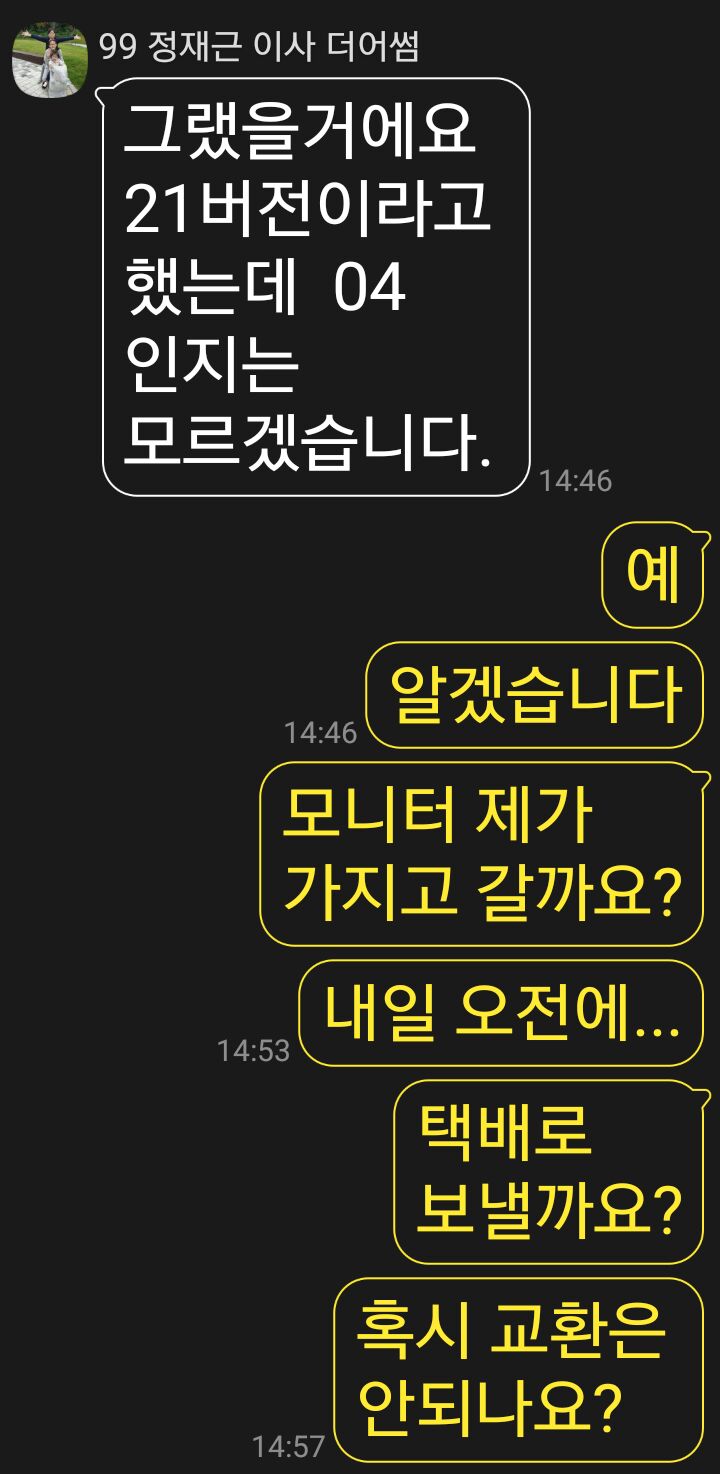 99 정재근 이사 더어썸
그랬을거에요
21버전이라고
했는데  04
인지는
모르겠습니다.
14:46
예
알겠습니다
14:46
모니터 제가
가지고 갈까요?
내일 오전에...
14:53
택배로
보낼까요?
혹시 교환은
안되나요?
14:57